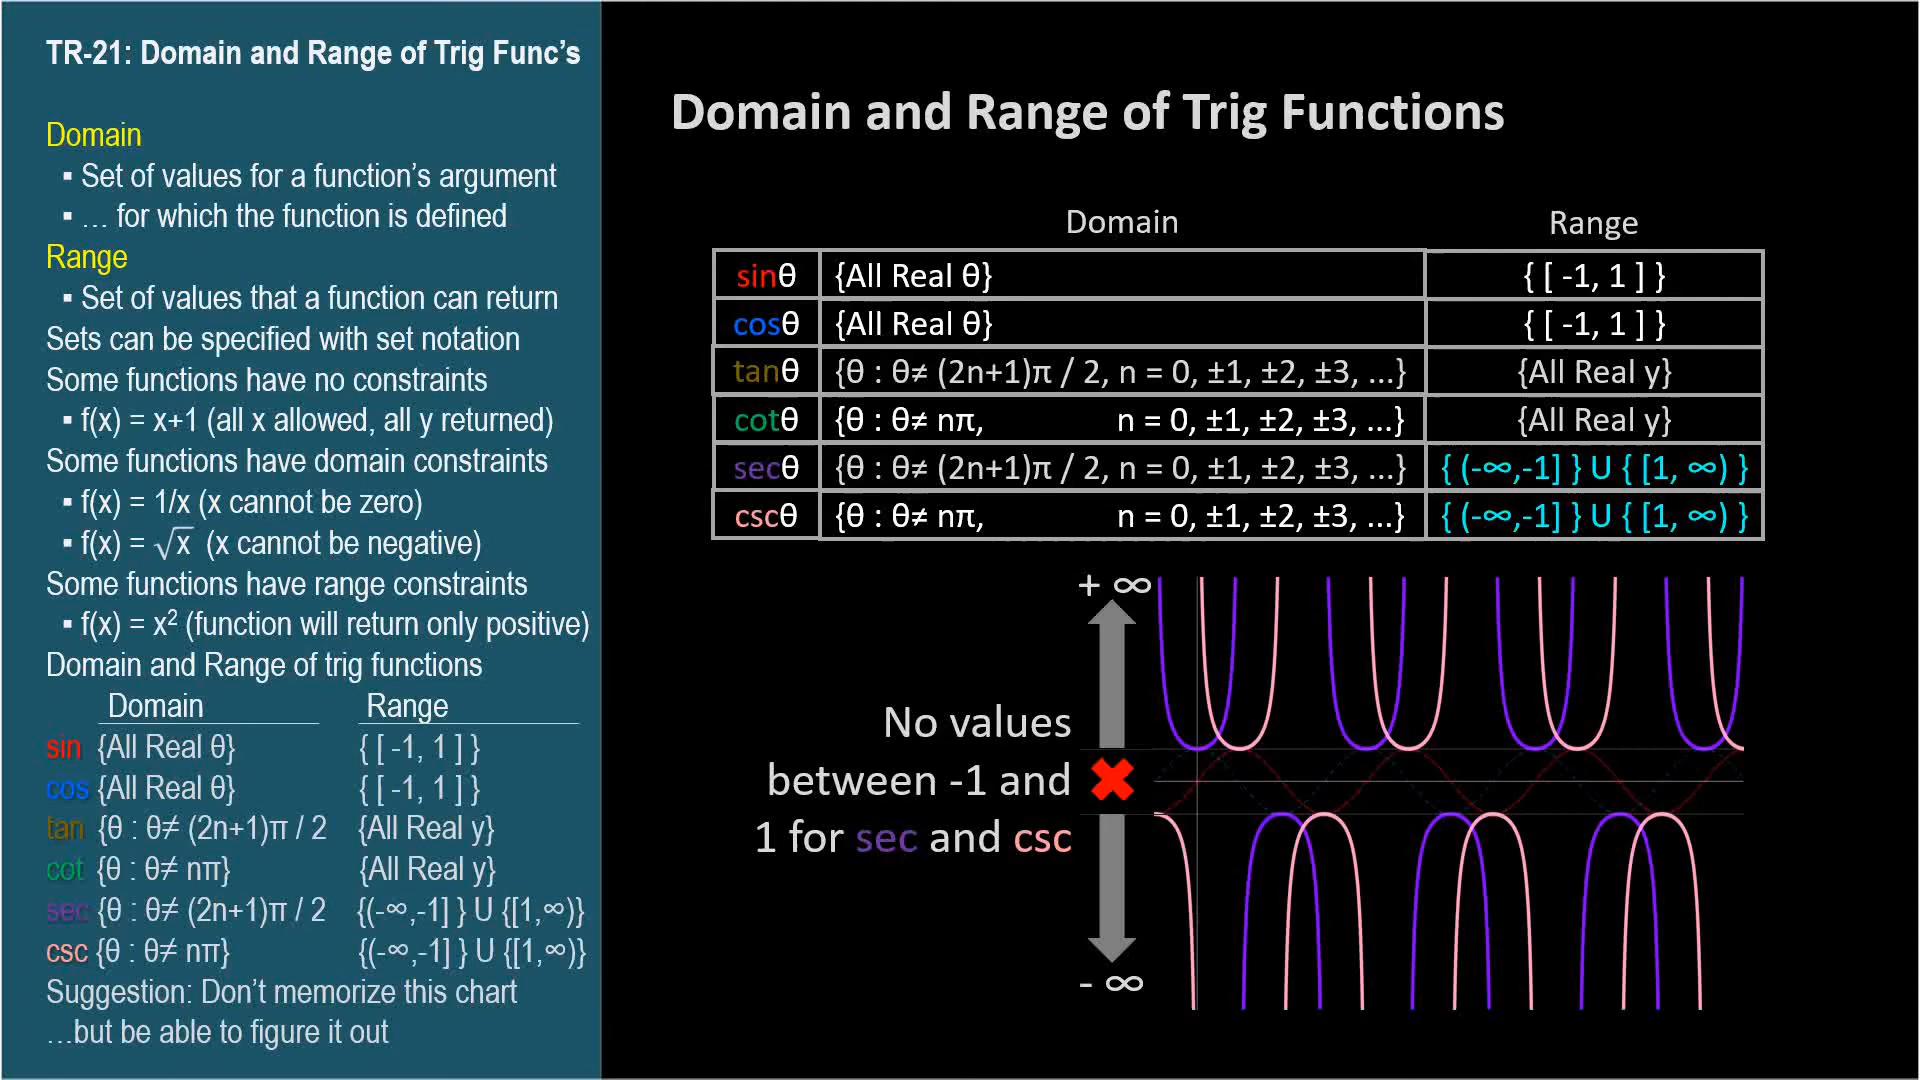 TR-21: Domain and Range of Trig Func’s
Domain
▪ Set of values for a function’s argument
▪ … for which the function is defined
Range
▪ Set of values that a function can return
Sets can be specified with set notation
Some functions have no constraints
▪ f(x) = x+1 (all x allowed, all y returned)
Some functions have domain constraints
▪ f(x) = 1/x (x cannot be zero)
▪ f(x) = √x (x cannot be negative)
Some functions have range constraints
▪ f(x) = x² (function will return only positive)
Domain and Range of trig functions
Domain Range
sin {All Real θ} { [ -1, 1 ] }
cos {All Real θ} { [ -1, 1 ] }
tan {θ : θ≠ (2n+1)π / 2 {All Real y}
cot {θ : θ≠ nπ} {All Real y}
sec {θ : θ≠ (2n+1)π / 2 {(-∞,-1] } U {[1,∞)}
csc {θ : θ≠ nπ} {(-∞,-1] } U {[1,∞)}
Suggestion: Don’t memorize this chart
…but be able to figure it out
Domain and Range of Trig Functions
Domain Range
sinθ {All Real θ} { [ -1, 1 ] }
cosθ {All Real θ} { [ -1, 1 ] }
tanθ {θ : θ≠ (2n+1)π / 2, n = 0, ±1, ±2, ±3, …} {All Real y}
cotθ {θ : θ≠ nπ, n = 0, ±1, ±2, ±3, …} {All Real y}
secθ {θ : θ≠ (2n+1)π / 2, n = 0, ±1, ±2, ±3, …} { (-∞,-1] } U { [1, ∞) }
cscθ {θ : θ≠ nπ, n = 0, ±1, ±2, ±3, …} { (-∞,-1] } U { [1, ∞) }
+ ∞
No values
between -1 and
1 for sec and csc
- ∞